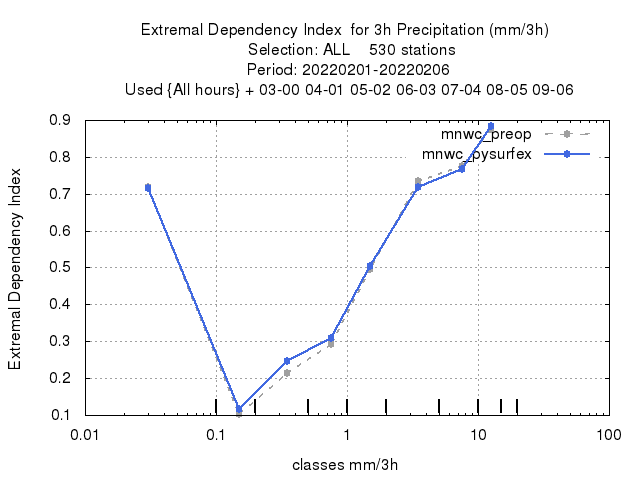 Extremal Dependency Index  for 3h Precipitation (mm/3h)
Selection: ALL    530 stations
Period: 20220201-20220206
Used {All hours} + 03-00 04-01 05-02 06-03 07-04 08-05 09-06
mnwc_preop
mnwc_pysurfex
Extremal Dependency Index
0.9
0.8
0.7
0.6
0.5
0.4
0.3
0.2
0.1
0.01 0.1 1 10 100
classes mm/3h